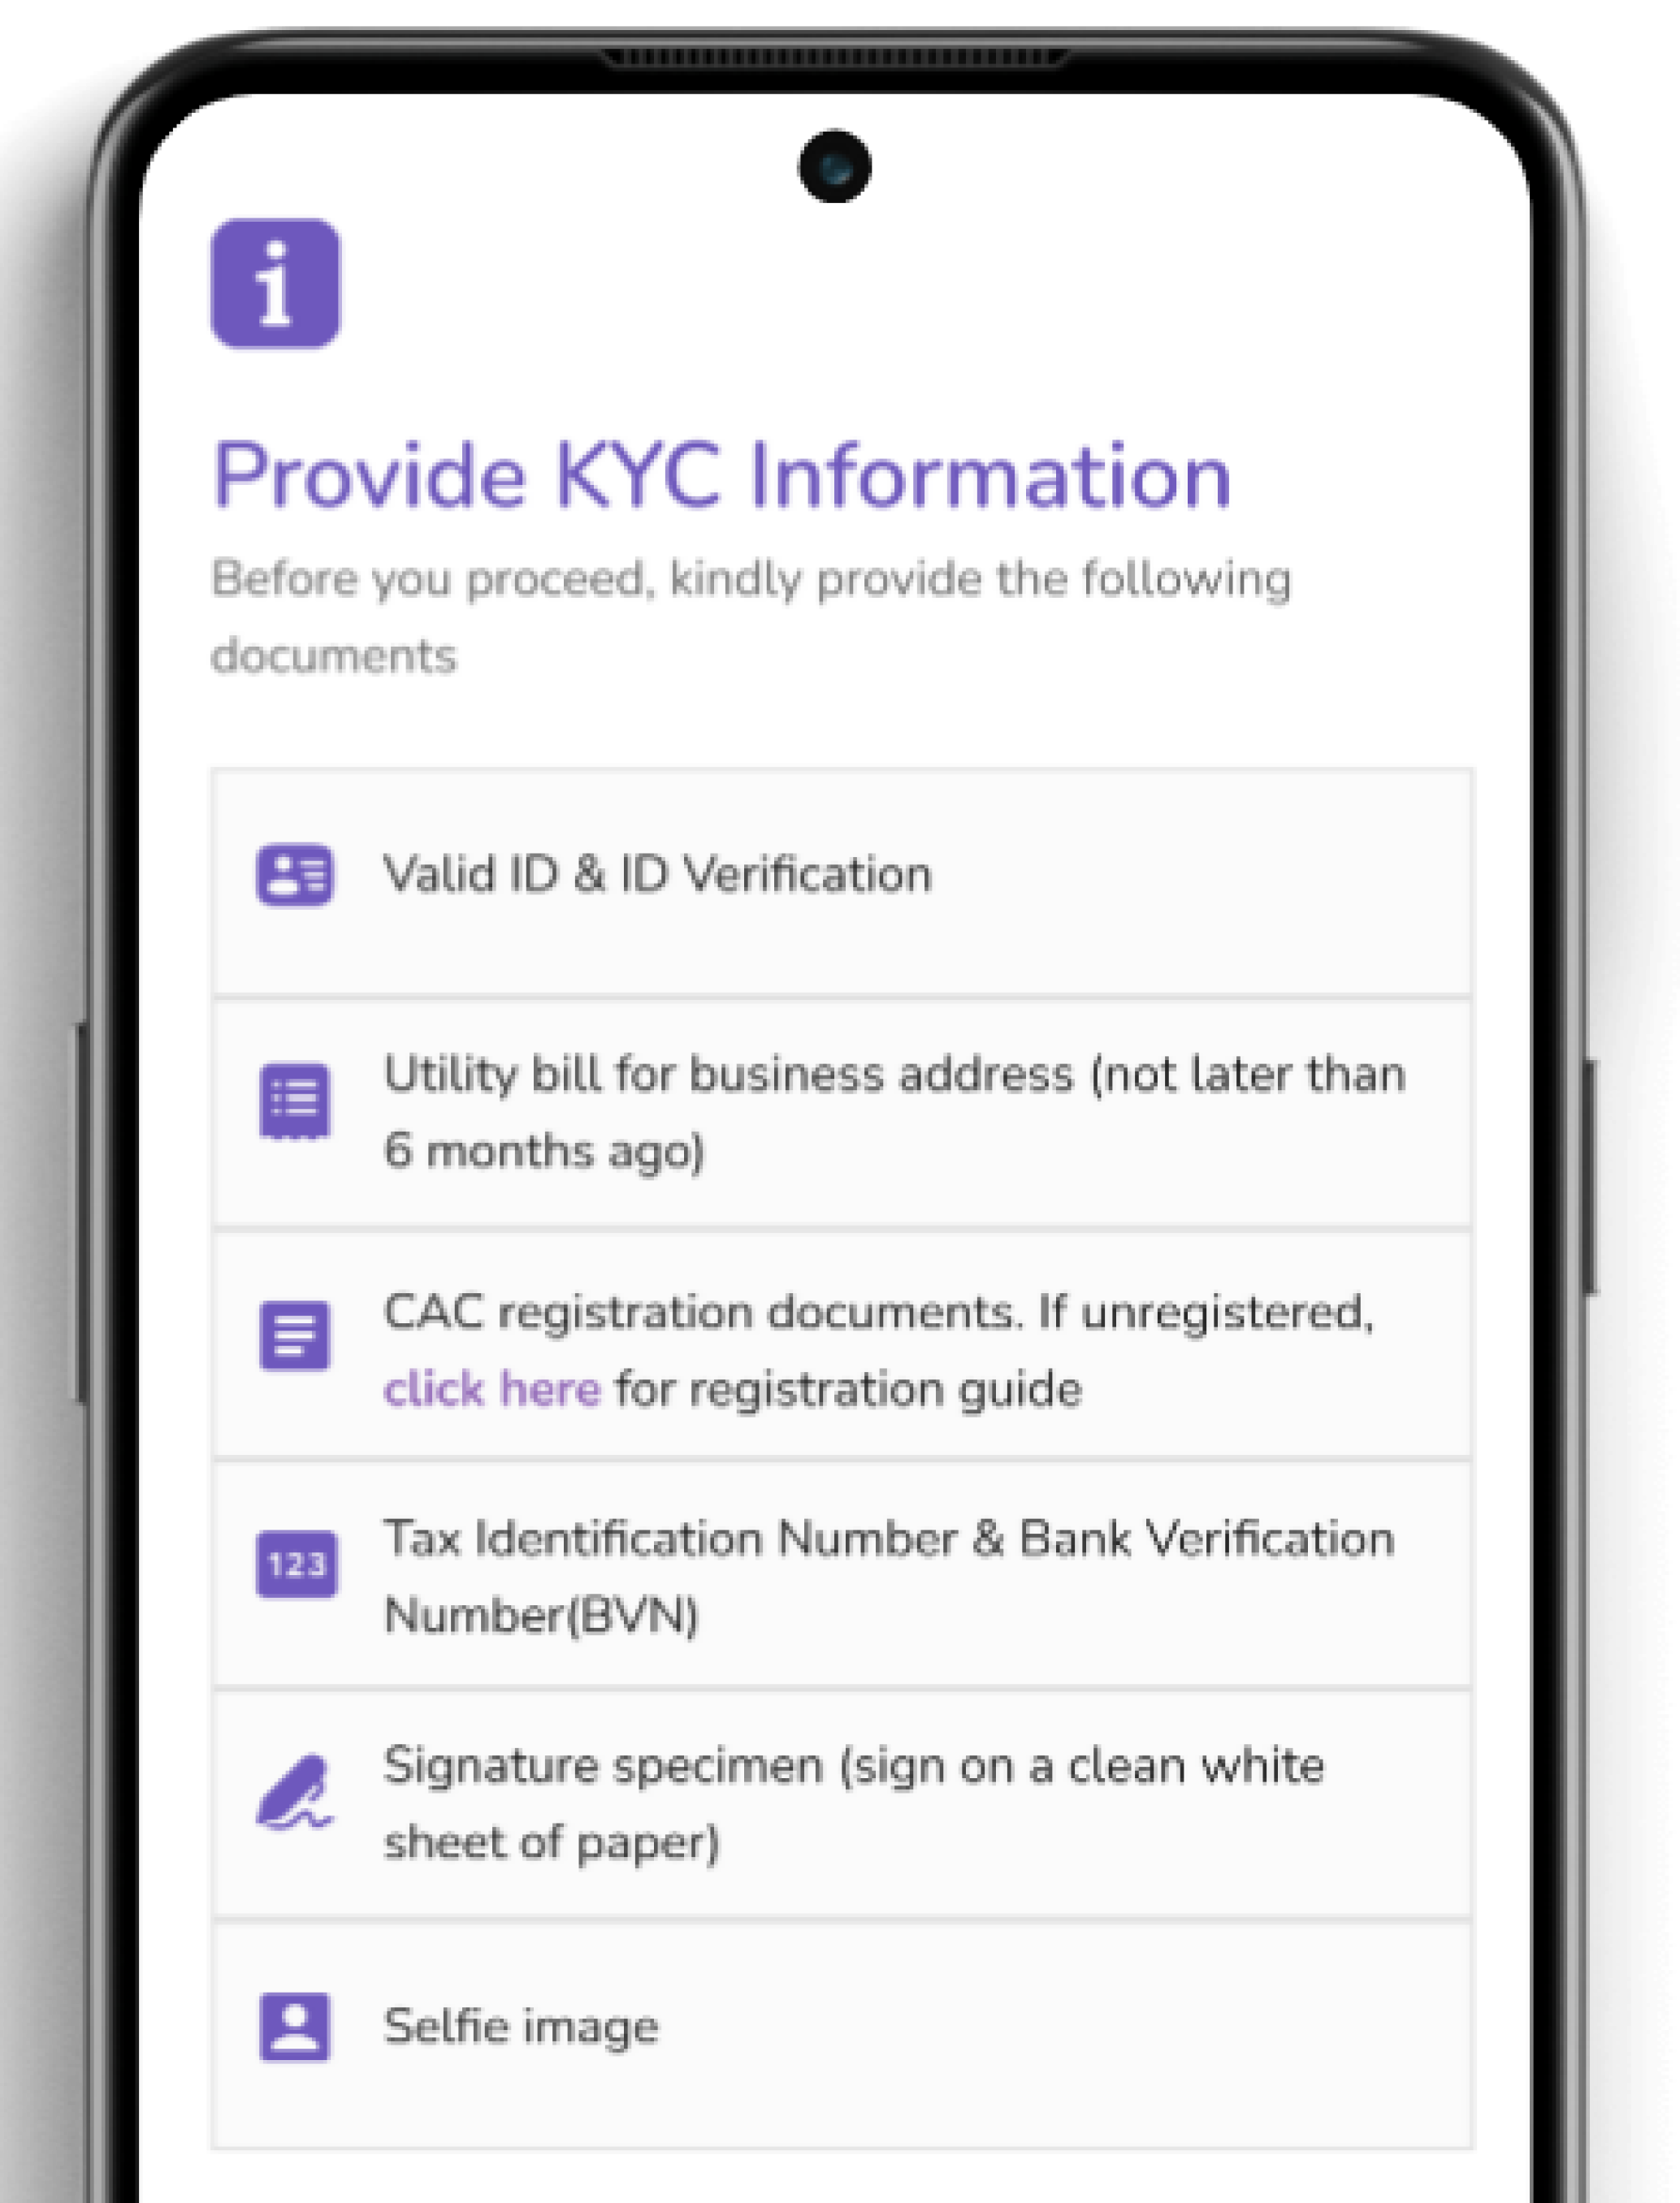 i
Provide KYC Information
Before you proceed, kindly provide the following
documents
Valid ID & ID Verification
Utility bill for business address (not later than
6 months ago)
CAC registration documents. If unregistered,
click here for registration guide
123
Tax Identification Number & Bank Verification
Number(BVN)
Signature specimen (sign on a clean white
sheet of paper)
Selfie image